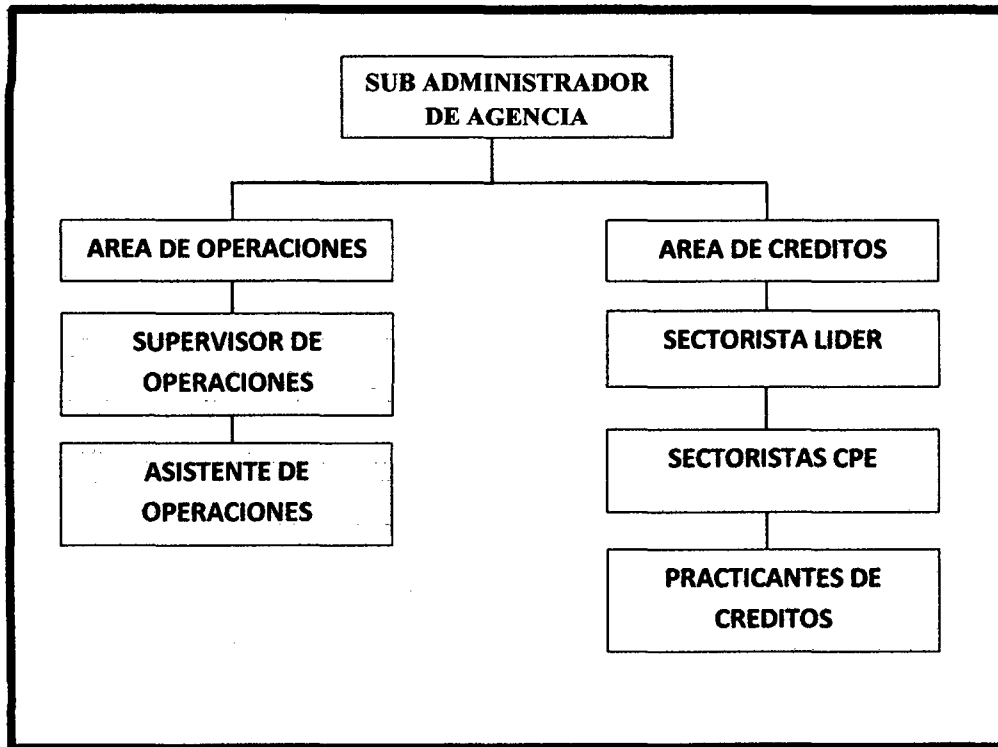 SUB ADMINISTRADOR
DE AGENCIA
AREA DE OPERACIONES
SUPERVISOR DE
OPERACIONES
ASISTENTE DE
OPERACIONES
AREA DE CREDITOS
SECTORISTA LIDER
SECTORISTAS CPE
PRACTICANTES DE
CREDITOS